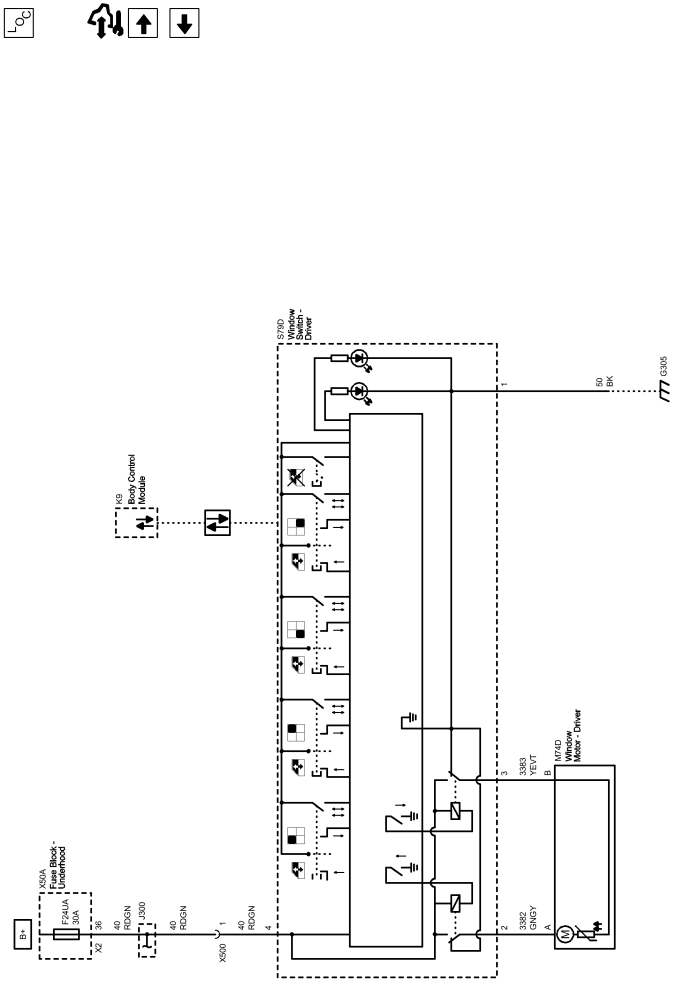 LOC
S79D
Window
Switch -
Driver
1
50
BK
G305
K9
Body Control
Module
M74D
Window
Motor - Driver
3
3383
YEVT
B
2
3382
GNGY
A
M
X50A
Fuse Block -
Underhood
B+
F24UA
30A
X2
36
40
RDGN
J300
40
RDGN
X500
1
40
RDGN
4